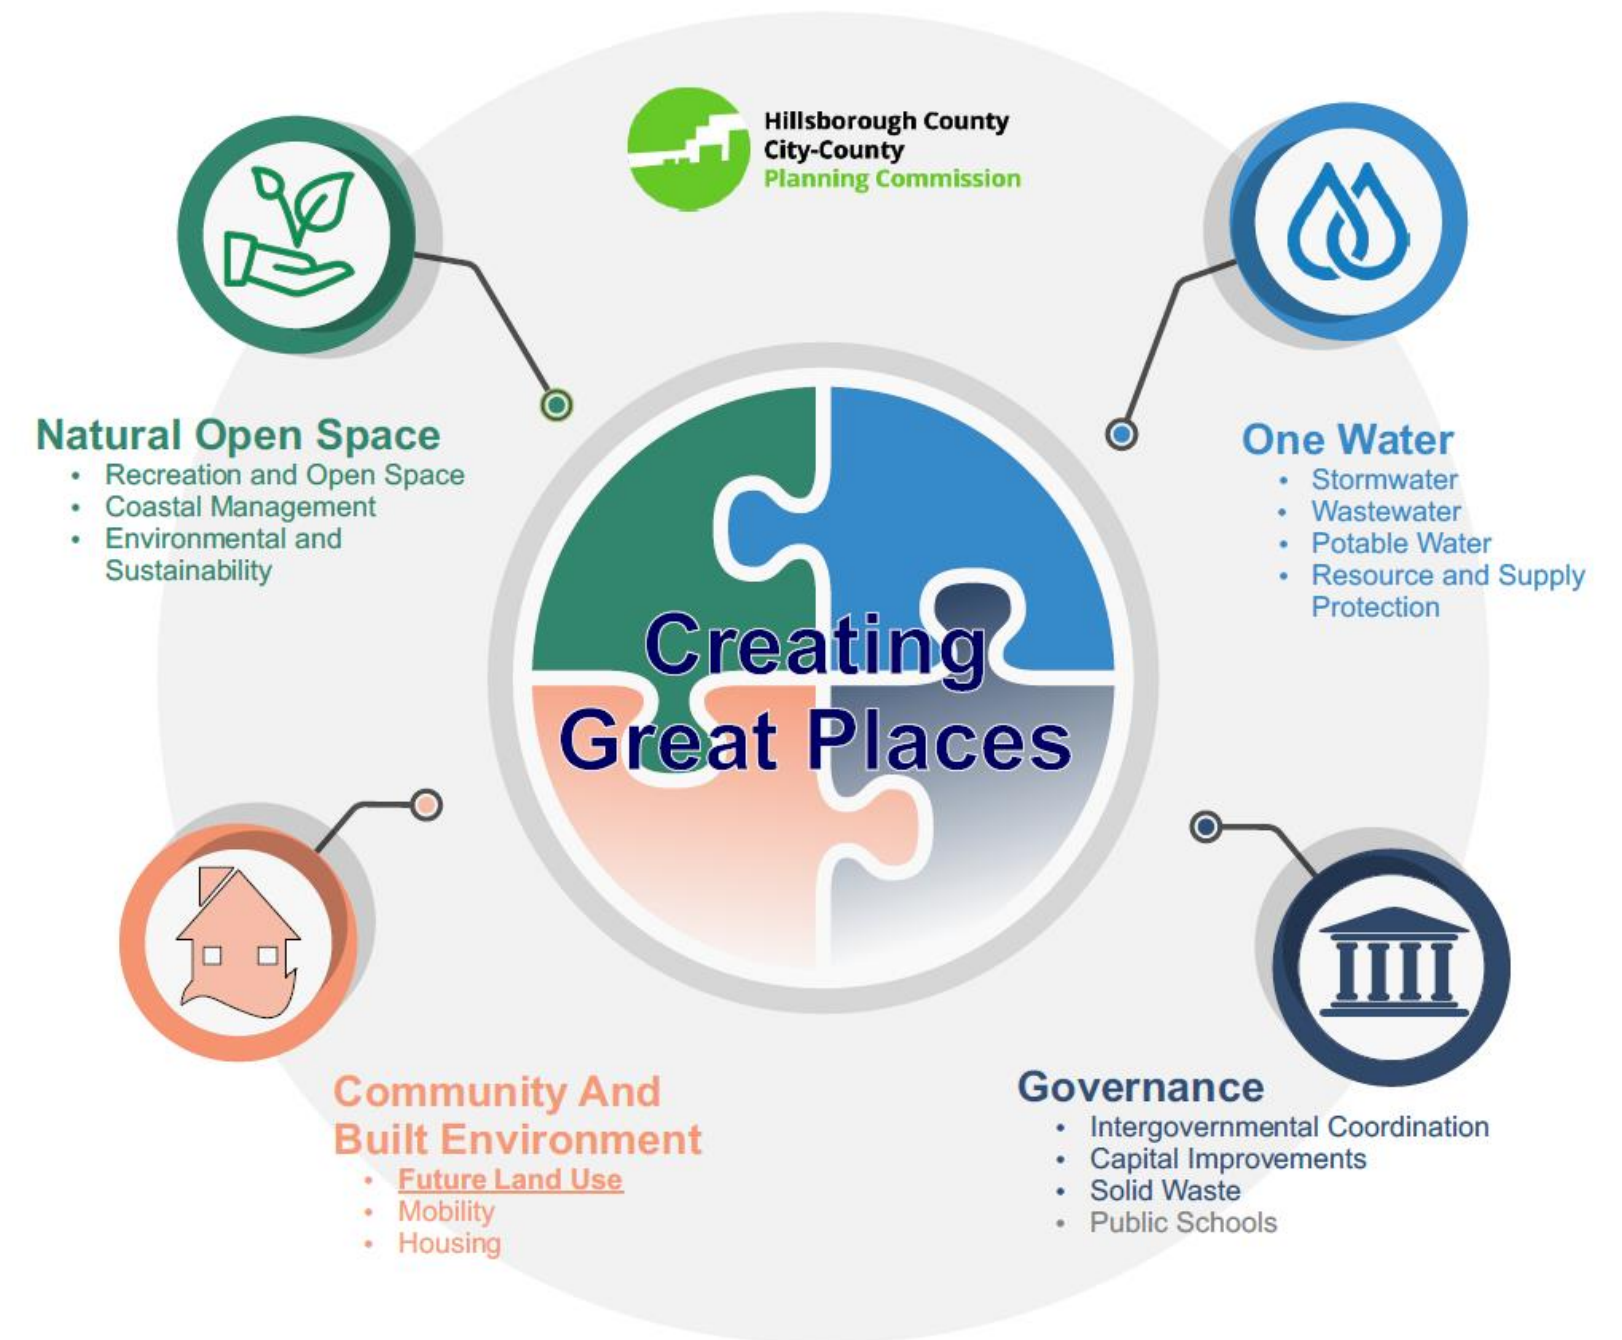 Hillsborough County
City-County
Planning Commission
Natural Open Space
• Recreation and Open Space
• Coastal Management
• Environmental and
Sustainability
One Water
• Stormwater
• Wastewater
• Potable Water
• Resource and Supply
Protection
Creating
Great Places
Community And
Built Environment
• Future Land Use
• Mobility
• Housing
Governance
• Intergovernmental Coordination
• Capital Improvements
• Solid Waste
• Public Schools